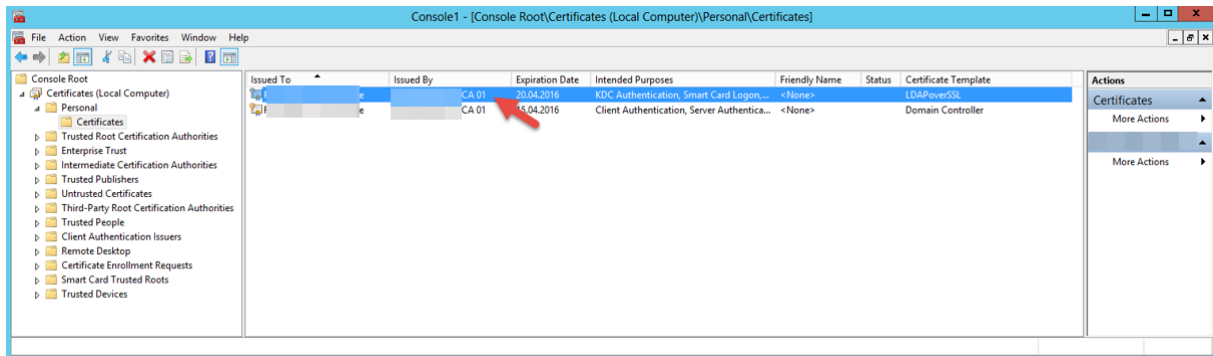 Console1 - [Console Root\Certificates (Local Computer)\Personal\Certificates]
File Action View Favorites Window Help
Console Root
Certificates (Local Computer)
Personal
Certificates
Trusted Root Certification Authorities
Enterprise Trust
Intermediate Certification Authorities
Trusted Publishers
Untrusted Certificates
Third-Party Root Certification Authorities
Trusted People
Client Authentication Issuers
Remote Desktop
Certificate Enrollment Requests
Smart Card Trusted Roots
Trusted Devices
Issued To Issued By Expiration Date Intended Purposes Friendly Name Status Certificate Template
CA 01 20.04.2016 KDC Authentication, Smart Card Logon,... <None> LDAPoverSSL
CA 01 .04.2016 Client Authentication, Server Authentica... <None> Domain Controller
Actions
Certificates
More Actions
More Actions